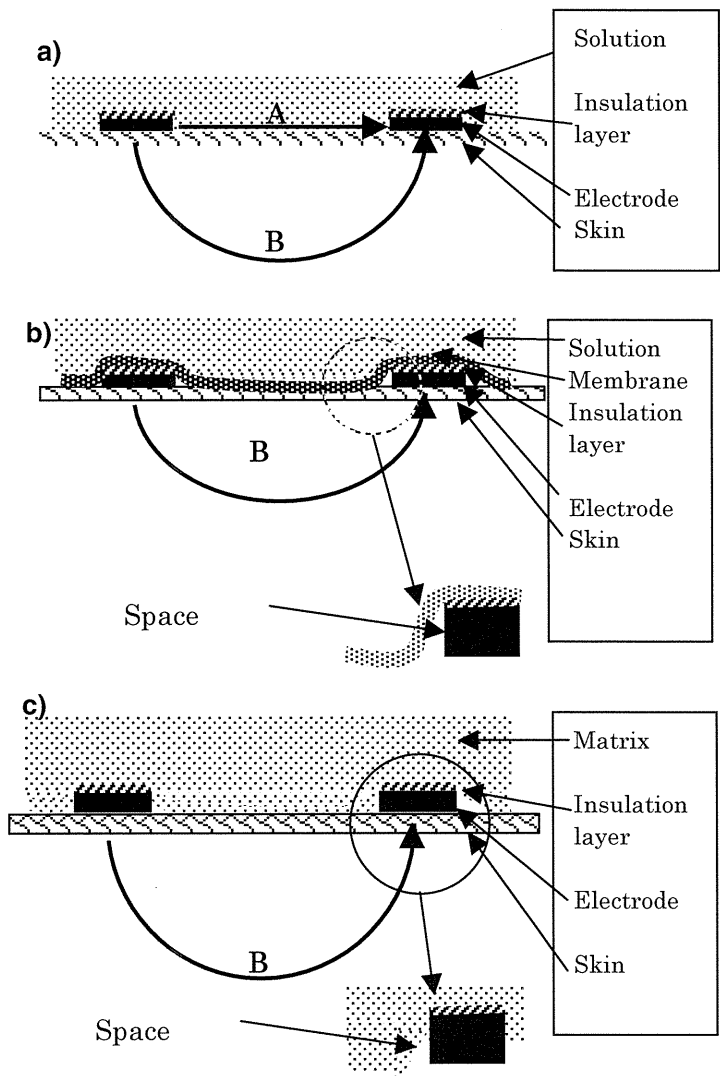 a)
Solution
A
Insulation
layer
B
Electrode
Skin
b)
Solution
Membrane
Insulation
layer
B
Electrode
Skin
Space
c)
Matrix
Insulation
layer
Electrode
B
Skin
Space